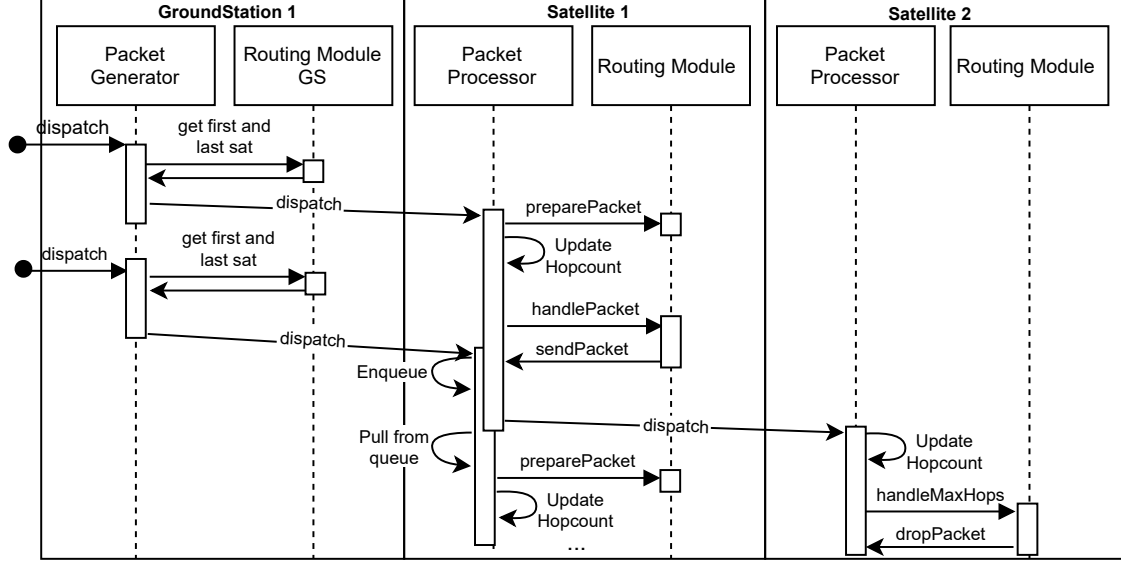 GroundStation 1
Satellite 1
Satellite 2
Packet
Generator
Routing Module
GS
Packet
Processor
Routing Module
Packet
Processor
Routing Module
dispatch
get first and
last sat
dispatch
preparePacket
Update
Hopcount
dispatch
get first and
last sat
handlePacket
dispatch
sendPacket
Enqueue
dispatch
Pull from
queue
Update
Hopcount
preparePacket
handleMaxHops
Update
Hopcount
dropPacket
...